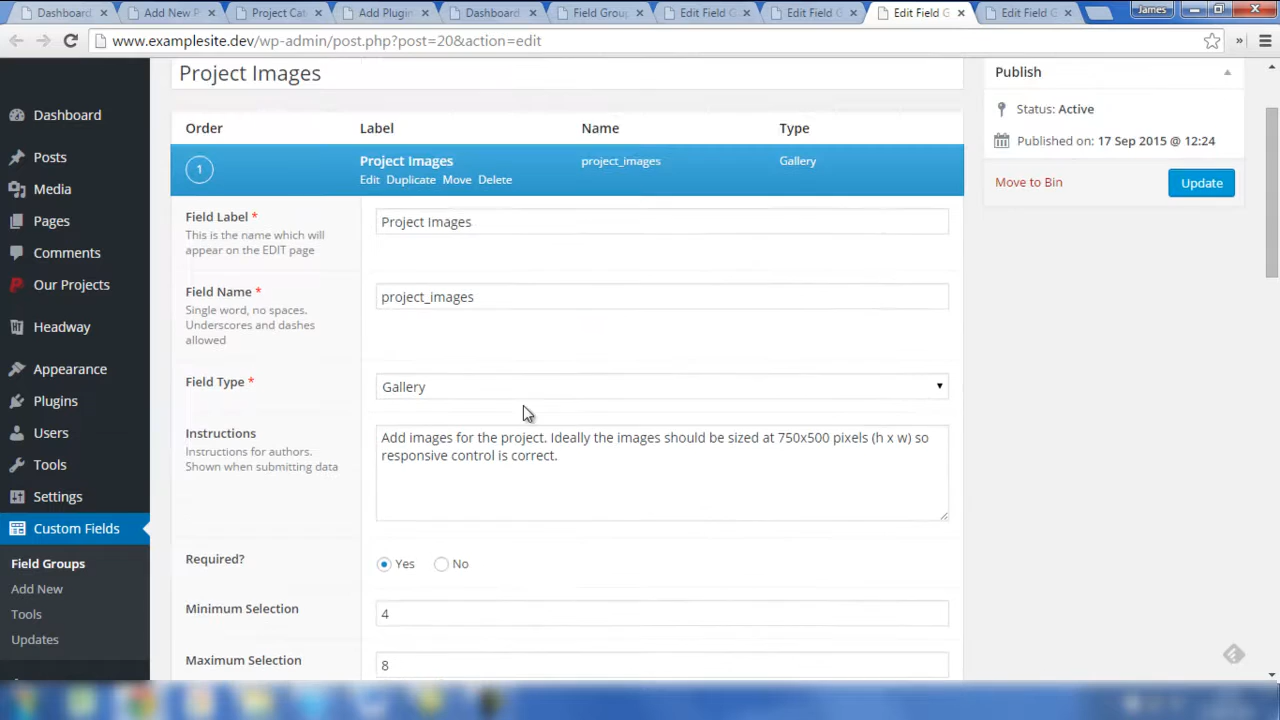 Dashboard
Add New P
Project Cat
Add Plugin
Dashboard
Field Group
Edit Field G
Edit Field G
Edit Field G
Edit Field G
James
www.examplesite.dev/wp-admin/post.php?post=20&action=edit
Dashboard
Posts
Media
Pages
Comments
Our Projects
Headway
Appearance
Plugins
Users
Tools
Settings
Custom Fields
Field Groups
Add New
Tools
Updates
Project Images
Order Label Name Type
1 Project Images project_images Gallery
Edit Duplicate Move Delete
Field Label *
This is the name which will
appear on the EDIT page
Project Images
Field Name *
Single word, no spaces.
Underscores and dashes
allowed
project_images
Field Type *
Gallery
Instructions
Instructions for authors.
Shown when submitting data
Add images for the project. Ideally the images should be sized at 750x500 pixels (h x w) so
responsive control is correct.
Required?
Yes No
Minimum Selection
4
Maximum Selection
8
Publish
Status: Active
Published on: 17 Sep 2015 @ 12:24
Move to Bin
Update